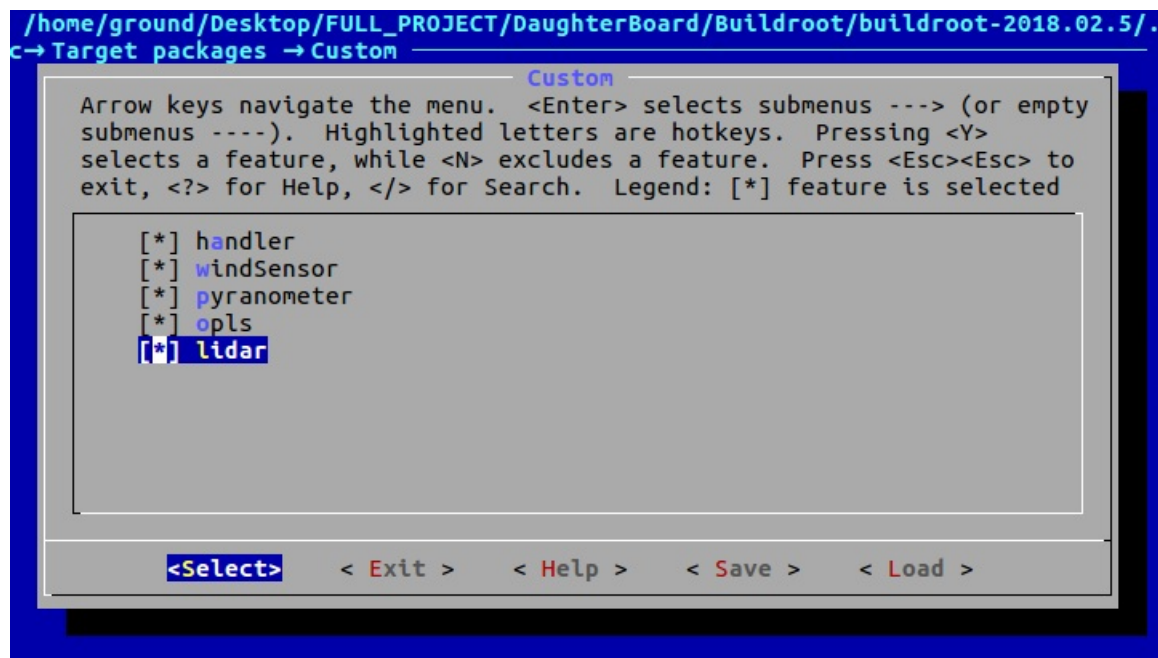 /home/ground/Desktop/FULL_PROJECT/DaughterBoard/Buildroot/buildroot-2018.02.5/.
c→ Target packages → Custom
Custom
Arrow keys navigate the menu.  <Enter> selects submenus ---> (or empty
submenus ----).  Highlighted letters are hotkeys.  Pressing <Y>
selects a feature, while <N> excludes a feature.  Press <Esc><Esc> to
exit, <?> for Help, </> for Search.  Legend: [*] feature is selected
[*] handler
[*] windSensor
[*] pyranometer
[*] opls
[*] lidar
<Select>    < Exit >    < Help >    < Save >    < Load >